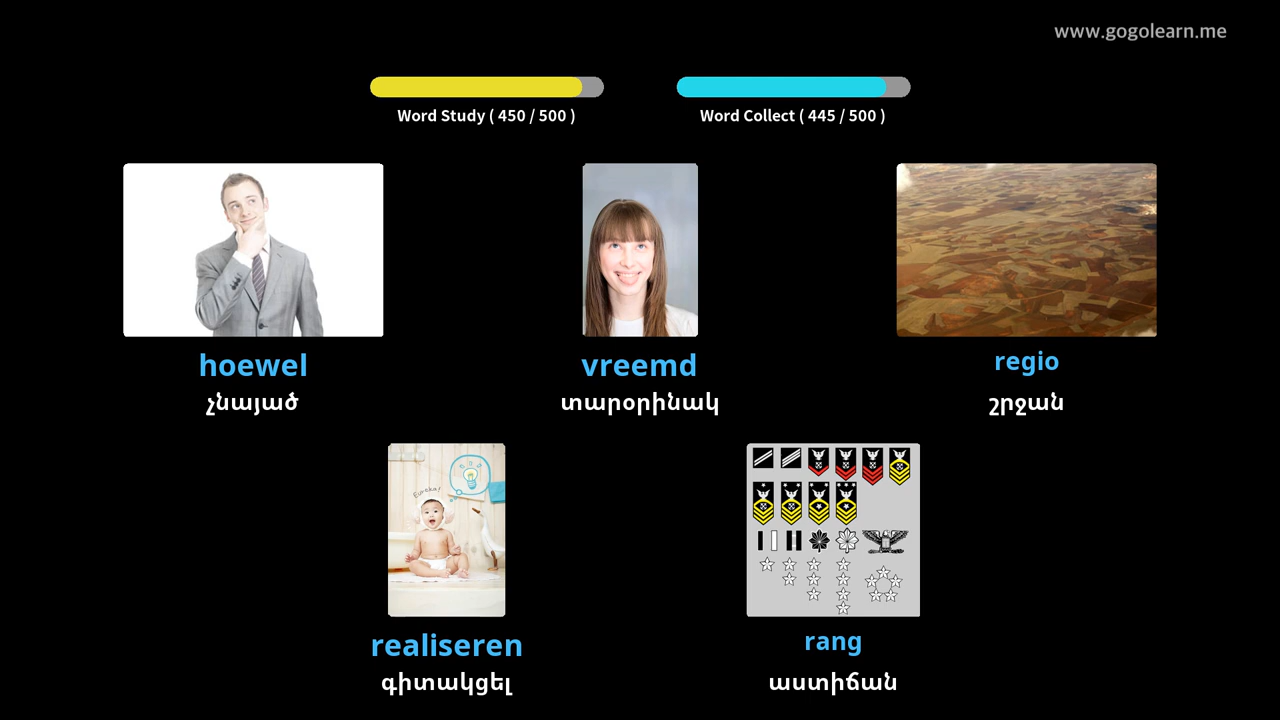 www.gogolearn.me
Word Study ( 450 / 500 )
Word Collect ( 445 / 500 )
hoewel
չնայած
vreemd
տարօրինակ
regio
շրջան
Eureka!
realiseren
գիտակցել
rang
աստիճան